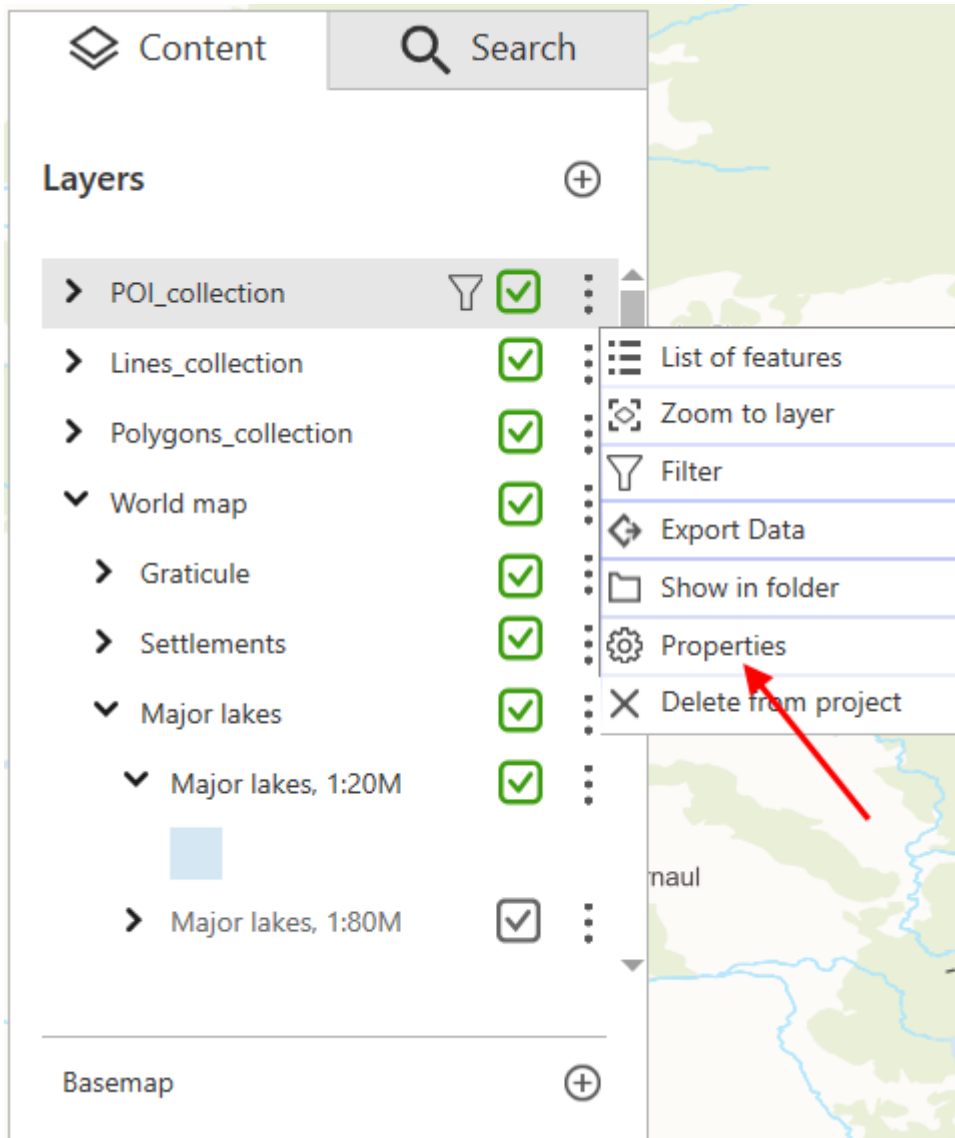 Content
Search
Layers
POI_collection
Lines_collection
Polygons_collection
World map
Graticule
Settlements
Major lakes
Major lakes, 1:20M
Major lakes, 1:80M
Basemap
List of features
Zoom to layer
Filter
Export Data
Show in folder
Properties
Delete from project
rnaul